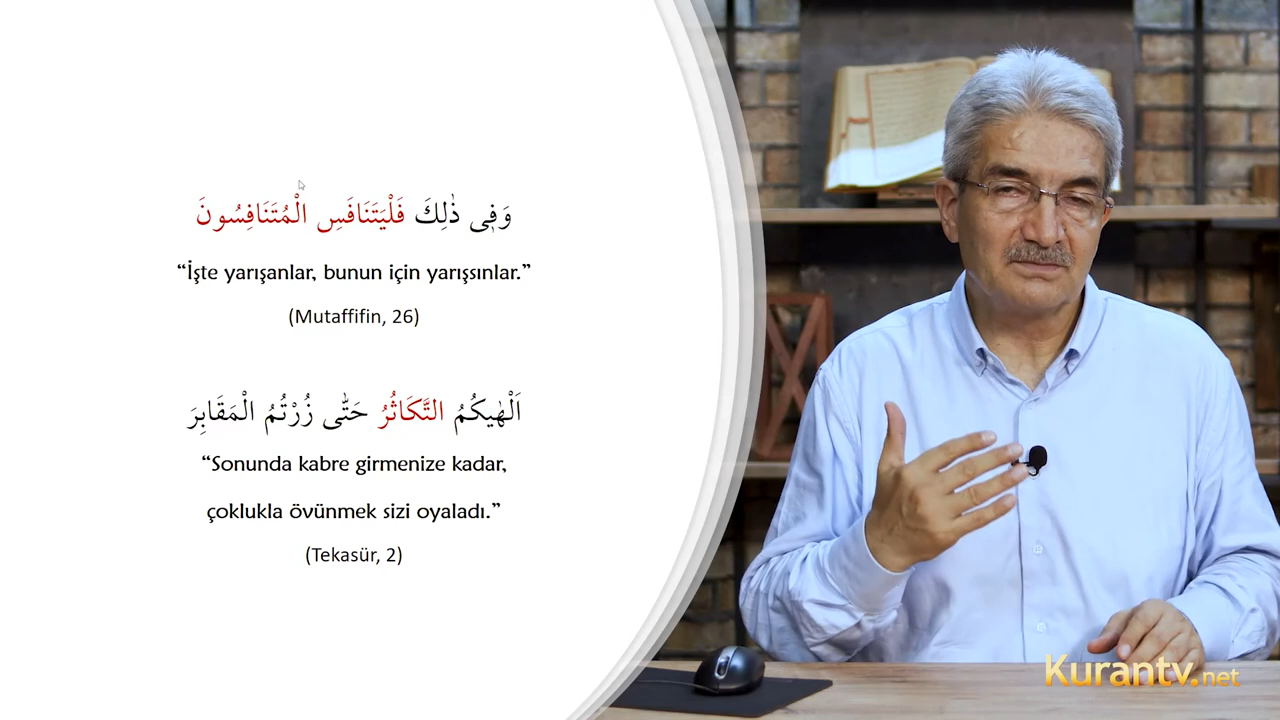 وَفٖى ذٰلِكَ فَلْيَتَنَافَسِ الْمُتَنَافِسُونَ
“İşte yarışanlar, bunun için yarışsınlar.”
(Mutaffifin, 26)
اَلْهٰيكُمُ التَّكَاثُرُ حَتّٰى زُرْتُمُ الْمَقَابِرَ
“Sonunda kabre girmenize kadar,
çoklukla övünmek sizi oyaladı.”
(Tekasür, 2)
Kurantv.net